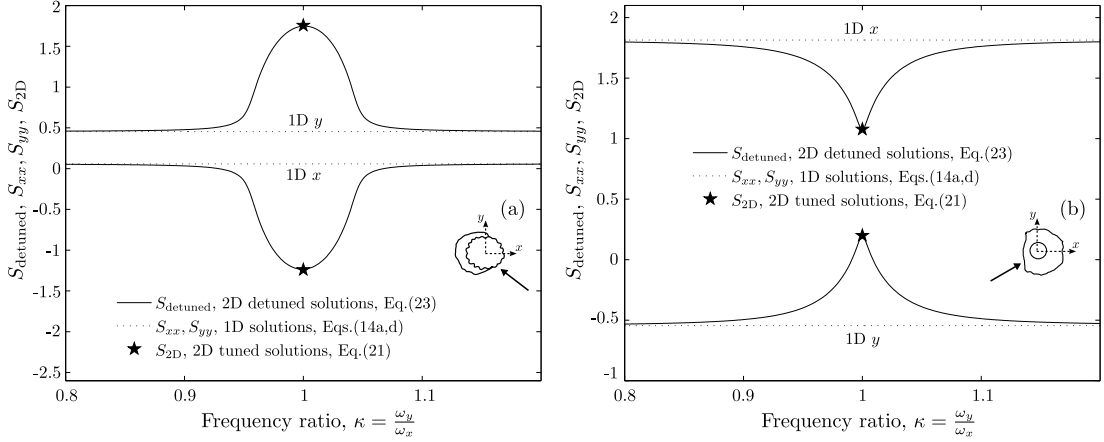 S_detuned, S_xx, S_yy, S_2D
2
1.5
1
0.5
0
-0.5
-1
-1.5
-2
-2.5
1D y
1D x
(a)
y
x
S_detuned, 2D detuned solutions, Eq.(23)
S_xx, S_yy, 1D solutions, Eqs.(14a,d)
S_2D, 2D tuned solutions, Eq.(21)
0.8 0.9 1 1.1
Frequency ratio, κ = ω_y/ω_x
S_detuned, S_xx, S_yy, S_2D
2
1.5
1
0.5
0
-0.5
-1
1D x
S_detuned, 2D detuned solutions, Eq.(23)
S_xx, S_yy, 1D solutions, Eqs.(14a,d)
S_2D, 2D tuned solutions, Eq.(21)
(b)
y
x
1D y
0.8 0.9 1 1.1
Frequency ratio, κ = ω_y/ω_x